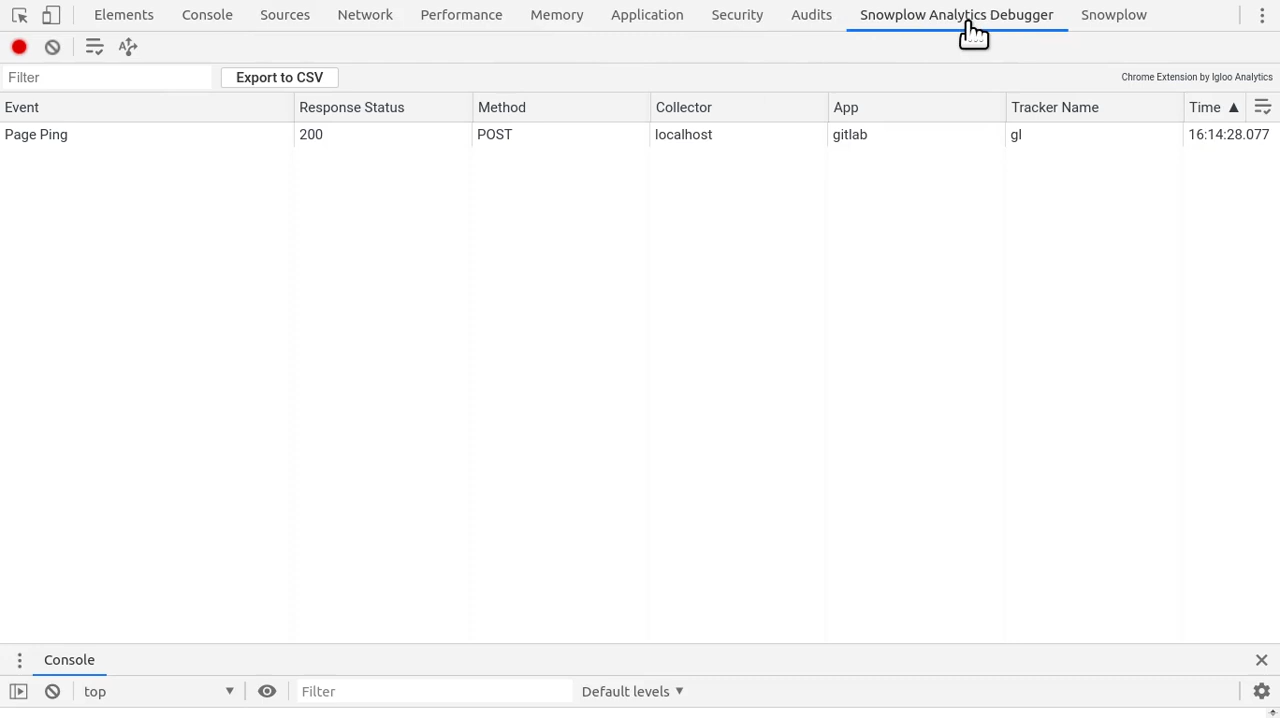 Elements Console Sources Network Performance Memory Application Security Audits Snowplow Analytics Debugger Snowplow
Filter Export to CSV Chrome Extension by Igloo Analytics
Event Response Status Method Collector App Tracker Name Time ▲
Page Ping 200 POST localhost gitlab gl 16:14:28.077
Console
top ▼ Filter Default levels ▼